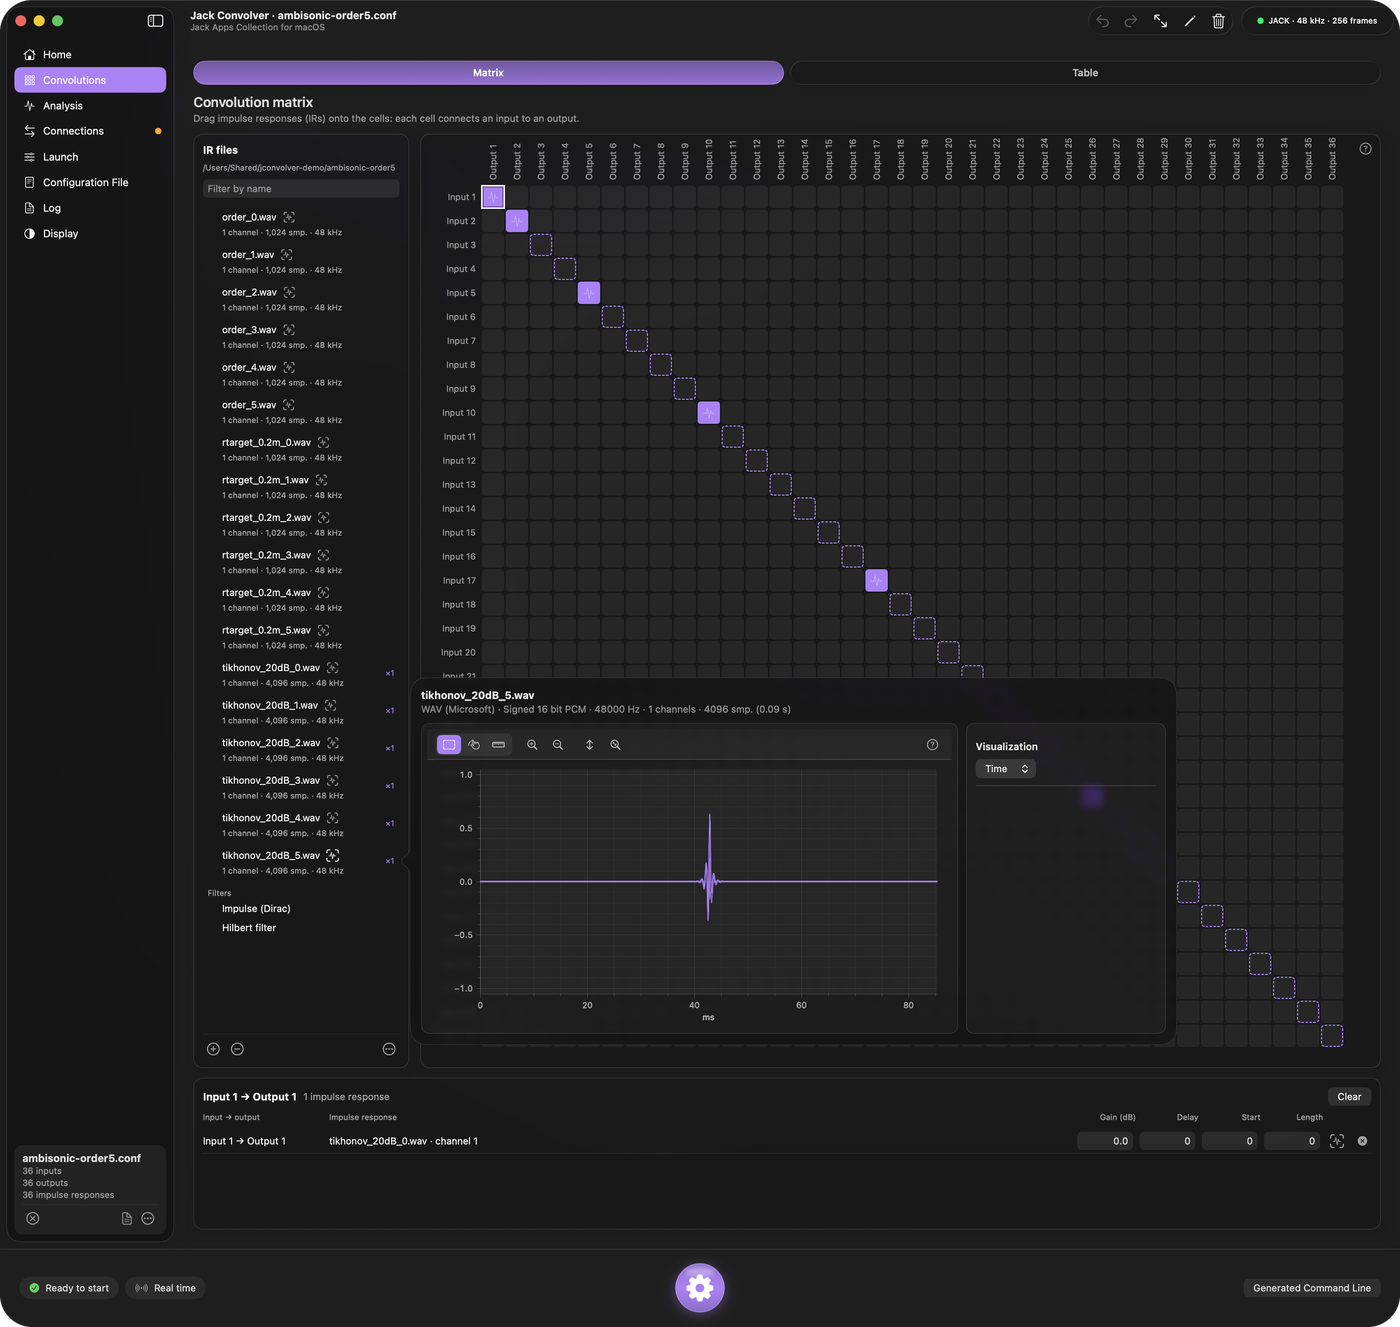 Jack Convolver · ambisonic-order5.conf
Jack Apps Collection for macOS
JACK · 48 kHz · 256 frames
Home
Convolutions
Analysis
Connections
Launch
Configuration File
Log
Display
Matrix
Table
Convolution matrix
Drag impulse responses (IRs) onto the cells: each cell connects an input to an output.
IR files
/Users/Shared/jconvolver-demo/ambisonic-order5
Filter by name
order_0.wav
1 channel · 1,024 smp. · 48 kHz
order_1.wav
1 channel · 1,024 smp. · 48 kHz
order_2.wav
1 channel · 1,024 smp. · 48 kHz
order_3.wav
1 channel · 1,024 smp. · 48 kHz
order_4.wav
1 channel · 1,024 smp. · 48 kHz
order_5.wav
1 channel · 1,024 smp. · 48 kHz
rtarget_0.2m_0.wav
1 channel · 1,024 smp. · 48 kHz
rtarget_0.2m_1.wav
1 channel · 1,024 smp. · 48 kHz
rtarget_0.2m_2.wav
1 channel · 1,024 smp. · 48 kHz
rtarget_0.2m_3.wav
1 channel · 1,024 smp. · 48 kHz
rtarget_0.2m_4.wav
1 channel · 1,024 smp. · 48 kHz
rtarget_0.2m_5.wav
1 channel · 1,024 smp. · 48 kHz
tikhonov_20dB_0.wav
×1
1 channel · 4,096 smp. · 48 kHz
tikhonov_20dB_1.wav
×1
1 channel · 4,096 smp. · 48 kHz
tikhonov_20dB_2.wav
×1
1 channel · 4,096 smp. · 48 kHz
tikhonov_20dB_3.wav
×1
1 channel · 4,096 smp. · 48 kHz
tikhonov_20dB_4.wav
×1
1 channel · 4,096 smp. · 48 kHz
tikhonov_20dB_5.wav
×1
1 channel · 4,096 smp. · 48 kHz
Filters
Impulse (Dirac)
Hilbert filter
Output 1
Output 2
Output 3
Output 4
Output 5
Output 6
Output 7
Output 8
Output 9
Output 10
Output 11
Output 12
Output 13
Output 14
Output 15
Output 16
Output 17
Output 18
Output 19
Output 20
Output 21
Output 22
Output 23
Output 24
Output 25
Output 26
Output 27
Output 28
Output 29
Output 30
Output 31
Output 32
Output 33
Output 34
Output 35
Output 36
Input 1
Input 2
Input 3
Input 4
Input 5
Input 6
Input 7
Input 8
Input 9
Input 10
Input 11
Input 12
Input 13
Input 14
Input 15
Input 16
Input 17
Input 18
Input 19
Input 20
Input 21
tikhonov_20dB_5.wav
WAV (Microsoft) · Signed 16 bit PCM · 48000 Hz · 1 channels · 4096 smp. (0.09 s)
1.0
0.5
0.0
−0.5
−1.0
0 20 40 60 80
ms
Visualization
Time
Input 1 → Output 1 1 impulse response
Clear
Input → output Impulse response Gain (dB) Delay Start Length
Input 1 → Output 1 tikhonov_20dB_0.wav · channel 1 0.0 0 0 0
ambisonic-order5.conf
36 inputs
36 outputs
36 impulse responses
Ready to start
Real time
Generated Command Line